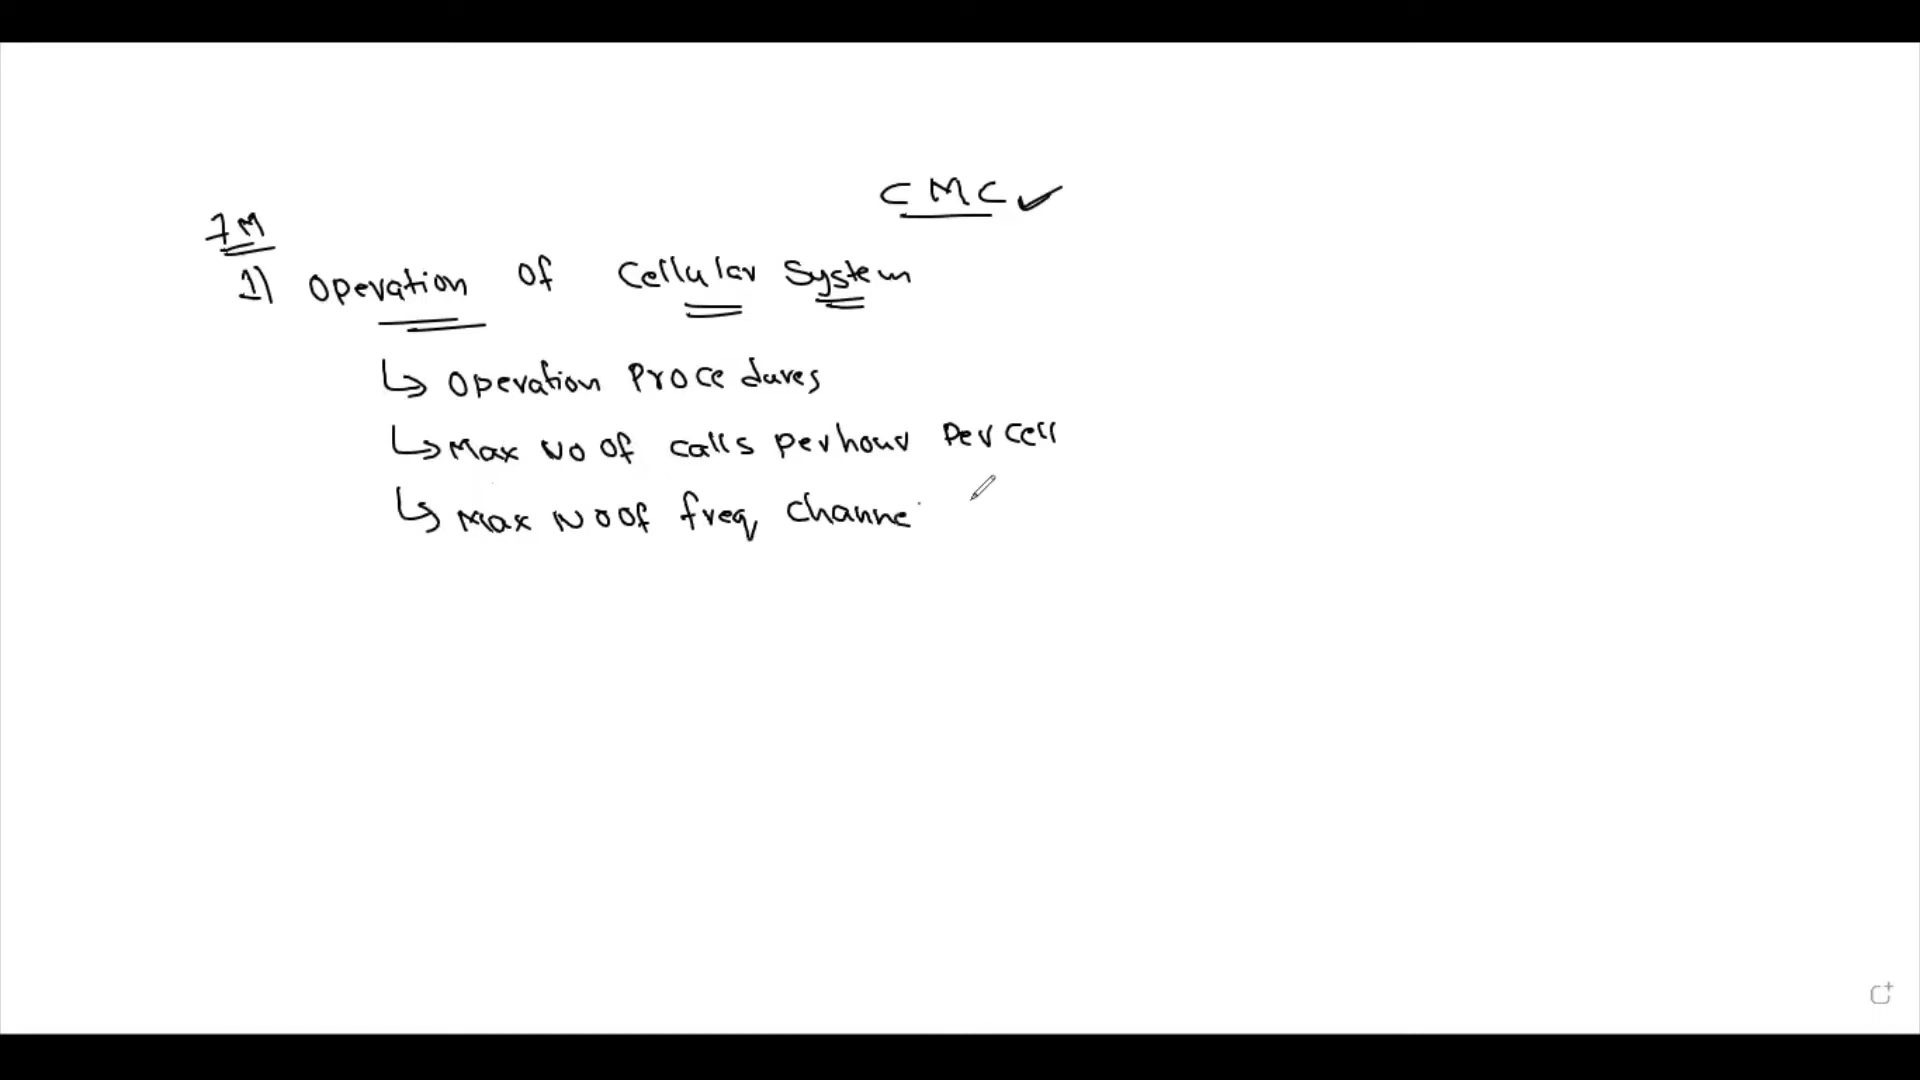 CMC
7M
1) Operation of Cellular System
Operation Procedures
Max No of calls per hour Per Cell
Max No of freq Channe